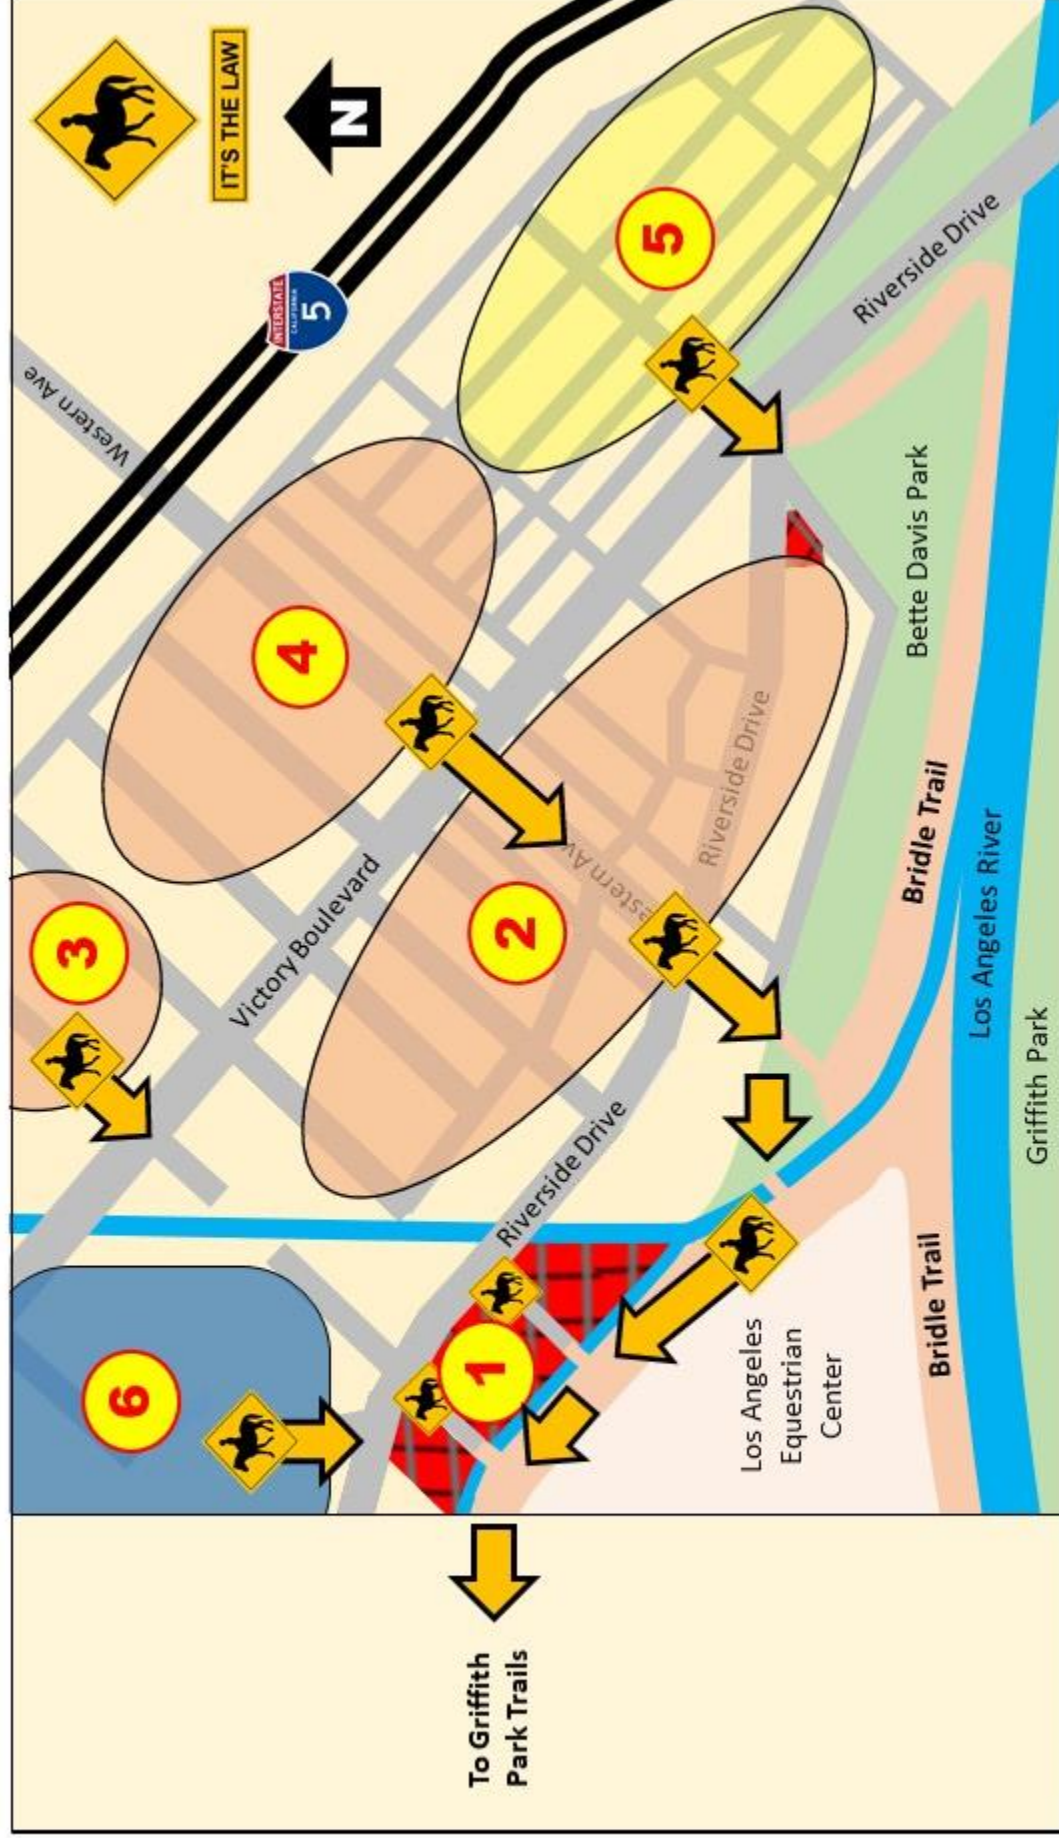 IT'S THE LAW
N
INTERSTATE
CALIFORNIA
5
Western Ave
3
4
5
6
2
1
Victory Boulevard
Riverside Drive
Riverside Drive
estern Av
Riverside Drive
Bette Davis Park
Bridle Trail
Los Angeles River
Griffith Park
Bridle Trail
Los Angeles
Equestrian
Center
To Griffith
Park Trails